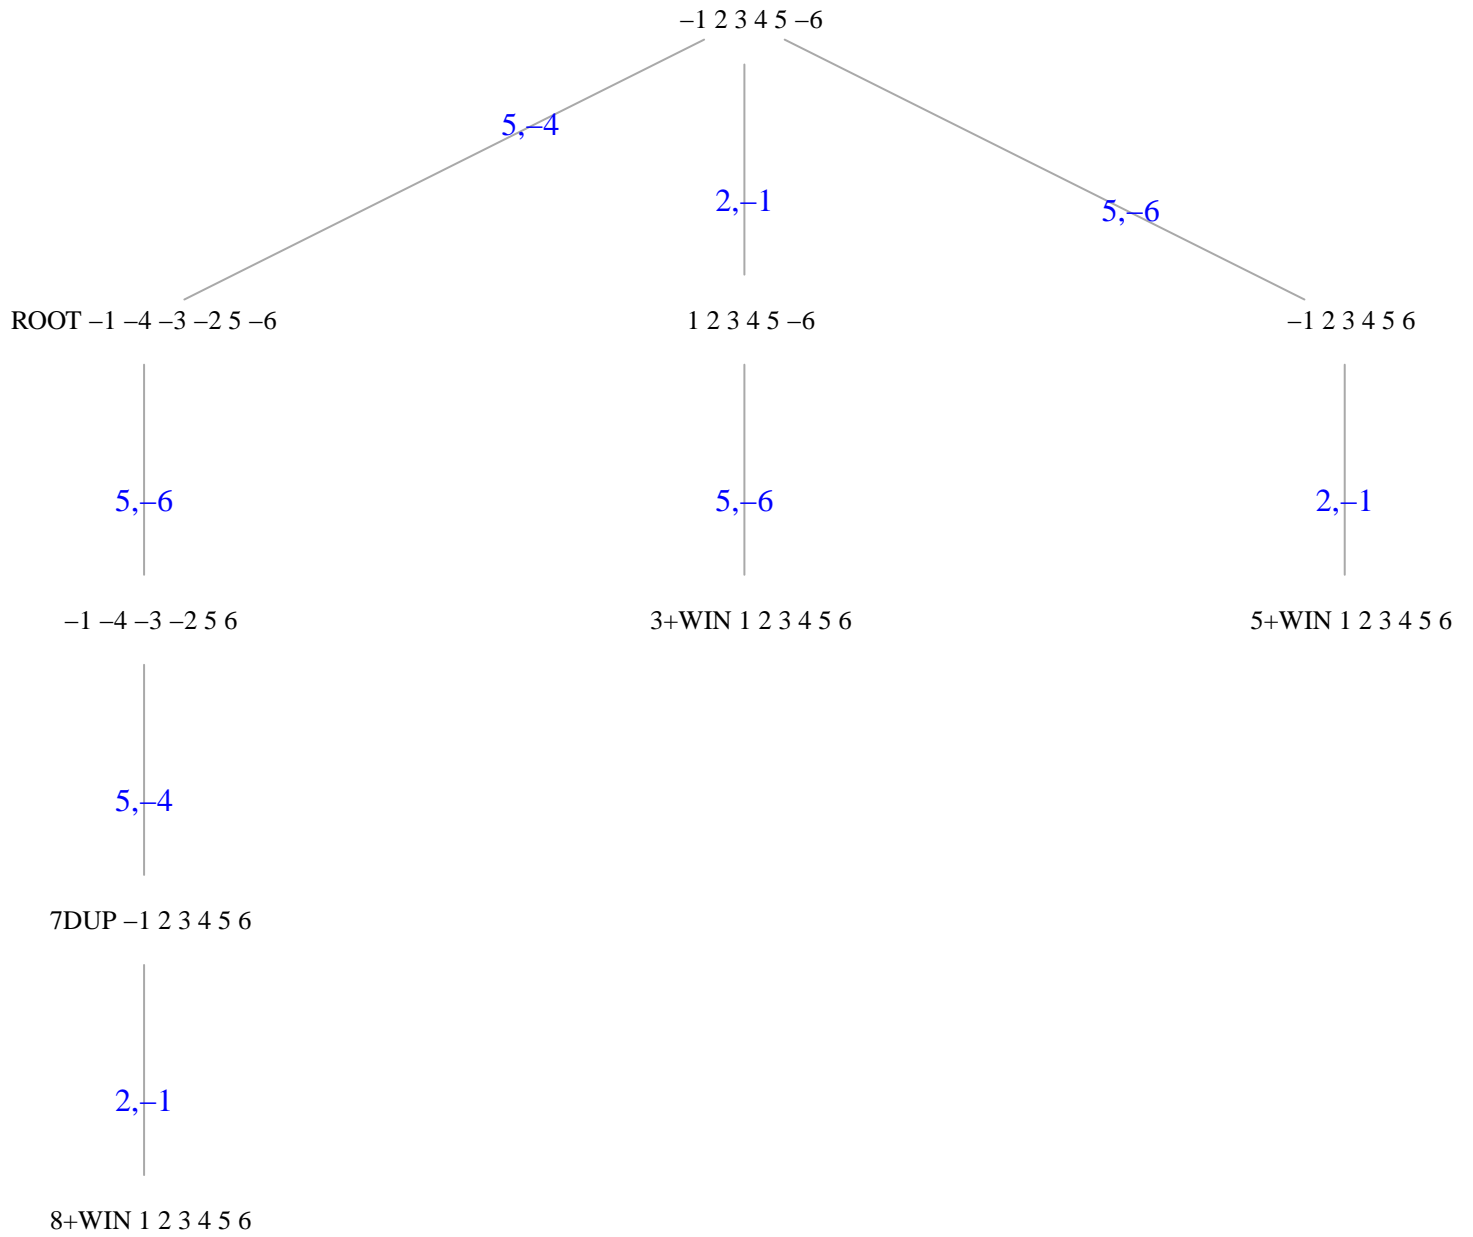 –1 2 3 4 5 –6
5,–4
2,–1
5,–6
ROOT –1 –4 –3 –2 5 –6
1 2 3 4 5 –6
–1 2 3 4 5 6
5,–6
5,–6
2,–1
–1 –4 –3 –2 5 6
3+WIN 1 2 3 4 5 6
5+WIN 1 2 3 4 5 6
5,–4
7DUP –1 2 3 4 5 6
2,–1
8+WIN 1 2 3 4 5 6